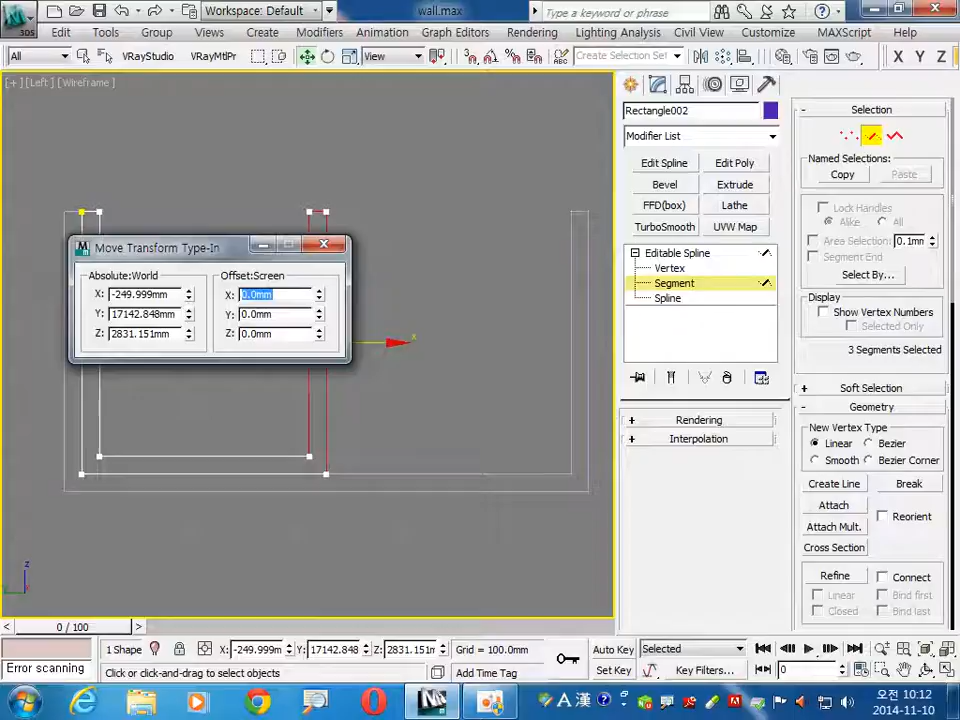 Workspace: Default
wall.max
Type a keyword or phrase
3DS
Edit Tools Group Views Create Modifiers Animation Graph Editors Rendering Lighting Analysis Civil View Customize MAXScript Help
All VRayStudio VRayMtlPr View Create Selection Se X Y Z
[+][Left][Wireframe]
Rectangle002
Modifier List
Edit Spline Edit Poly
Bevel Extrude
FFD(box) Lathe
TurboSmooth UVW Map
Editable Spline
Vertex
Segment
Spline
Rendering
Interpolation
Selection
Named Selections:
Copy Paste
Lock Handles
Alike All
Area Selection: 0.1mm
Segment End
Select By...
Display
Show Vertex Numbers
Selected Only
3 Segments Selected
Soft Selection
Geometry
New Vertex Type
Linear Bezier
Smooth Bezier Corner
Create Line Break
Attach Reorient
Attach Mult.
Cross Section
Refine Connect
Linear Bind first
Closed Bind last
Move Transform Type-In
Absolute:World Offset:Screen
X: -249.999mm X: 0.0mm
Y: 17142.848mm Y: 0.0mm
Z: 2831.151mm Z: 0.0mm
x
z
y
0 / 100
Error scanning
1 Shape X: -249.999m Y: 17142.848 Z: 2831.151m Grid = 100.0mm
Click or click-and-drag to select objects
Add Time Tag
Auto Key Selected
Set Key Key Filters...
0
A 漢
오전 10:12
2014-11-10